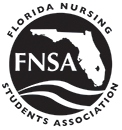 FLORIDA NURSING
FNSA
STUDENTS ASSOCIATION